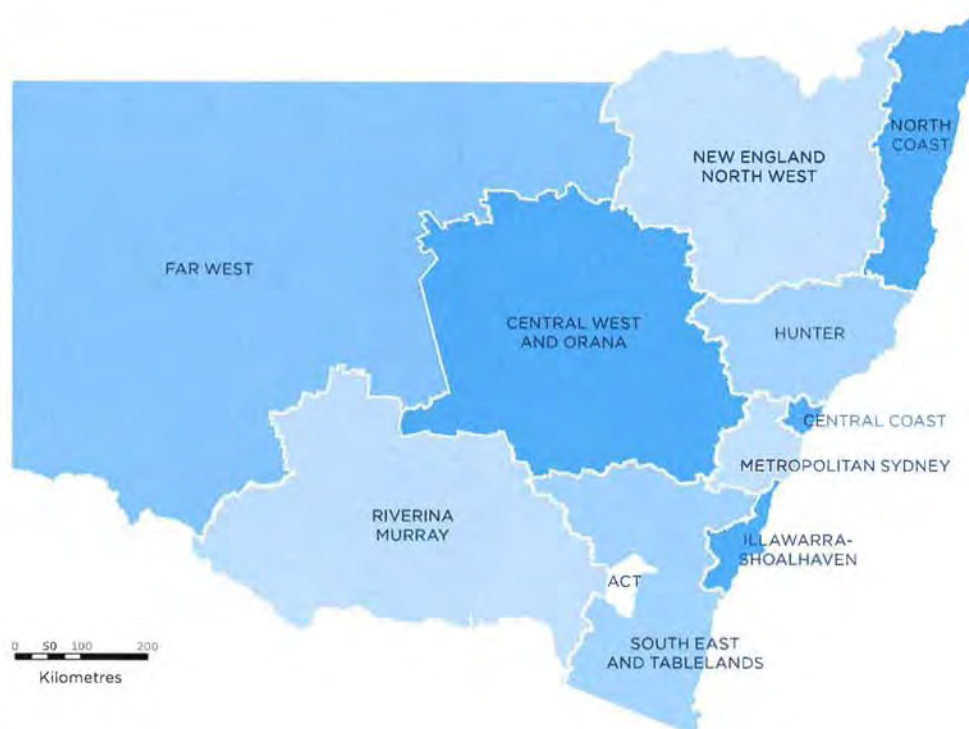 NORTH
COAST
NEW ENGLAND
NORTH WEST
FAR WEST
CENTRAL WEST
AND ORANA
HUNTER
CENTRAL COAST
METROPOLITAN SYDNEY
RIVERINA
MURRAY
ILLAWARRA-
SHOALHAVEN
ACT
SOUTH EAST
AND TABLELANDS
0 50 100 200
Kilometres